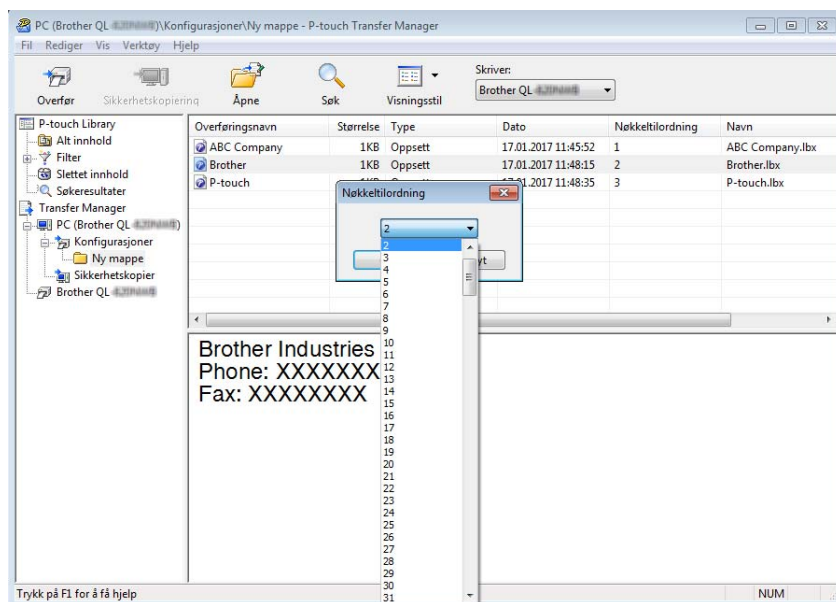 PC (Brother QL )\Konfigurasjoner\Ny mappe - P-touch Transfer Manager
Fil Rediger Vis Verktøy Hjelp
Overfør Sikkerhetskopiering Åpne Søk Visningsstil
Skriver:
Brother QL
P-touch Library
Alt innhold
Filter
Slettet innhold
Søkeresultater
Transfer Manager
PC (Brother QL )
Konfigurasjoner
Ny mappe
Sikkerhetskopier
Brother QL
Overføringsnavn Størrelse Type Dato Nøkkeltilordning Navn
ABC Company 1KB Oppsett 17.01.2017 11:45:52 1 ABC Company.lbx
Brother 1KB Oppsett 17.01.2017 11:48:15 2 Brother.lbx
P-touch 1.2017 11:48:35 3 P-touch.lbx
Nøkkeltilordning
2
2
3
4
5
6
7
8
9
10
11
12
13
14
15
16
17
18
19
20
21
22
23
24
25
26
27
28
29
30
31
yt
Brother Industries
Phone: XXXXXXX
Fax: XXXXXXXX
Trykk på F1 for å få hjelp
NUM